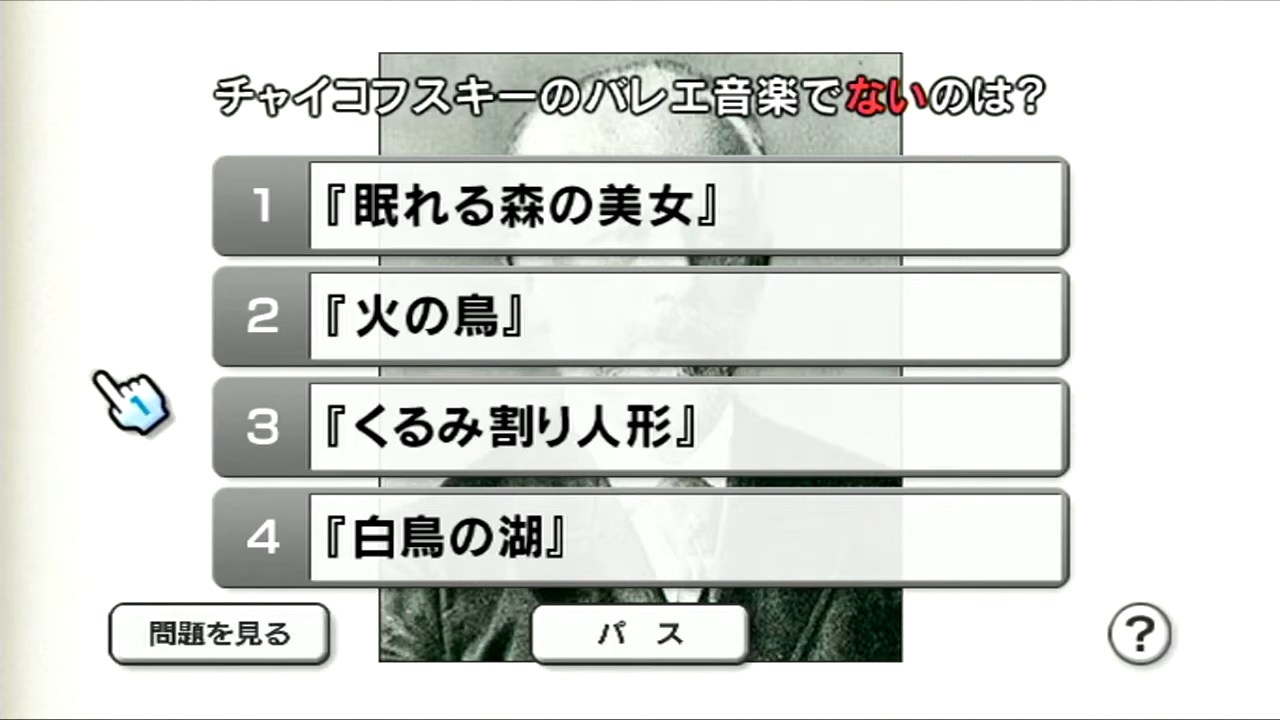 チャイコフスキーのバレエ音楽でないのは?
1 『眠れる森の美女』
2 『火の鳥』
3 『くるみ割り人形』
4 『白鳥の湖』
1
問題を見る
パス
?